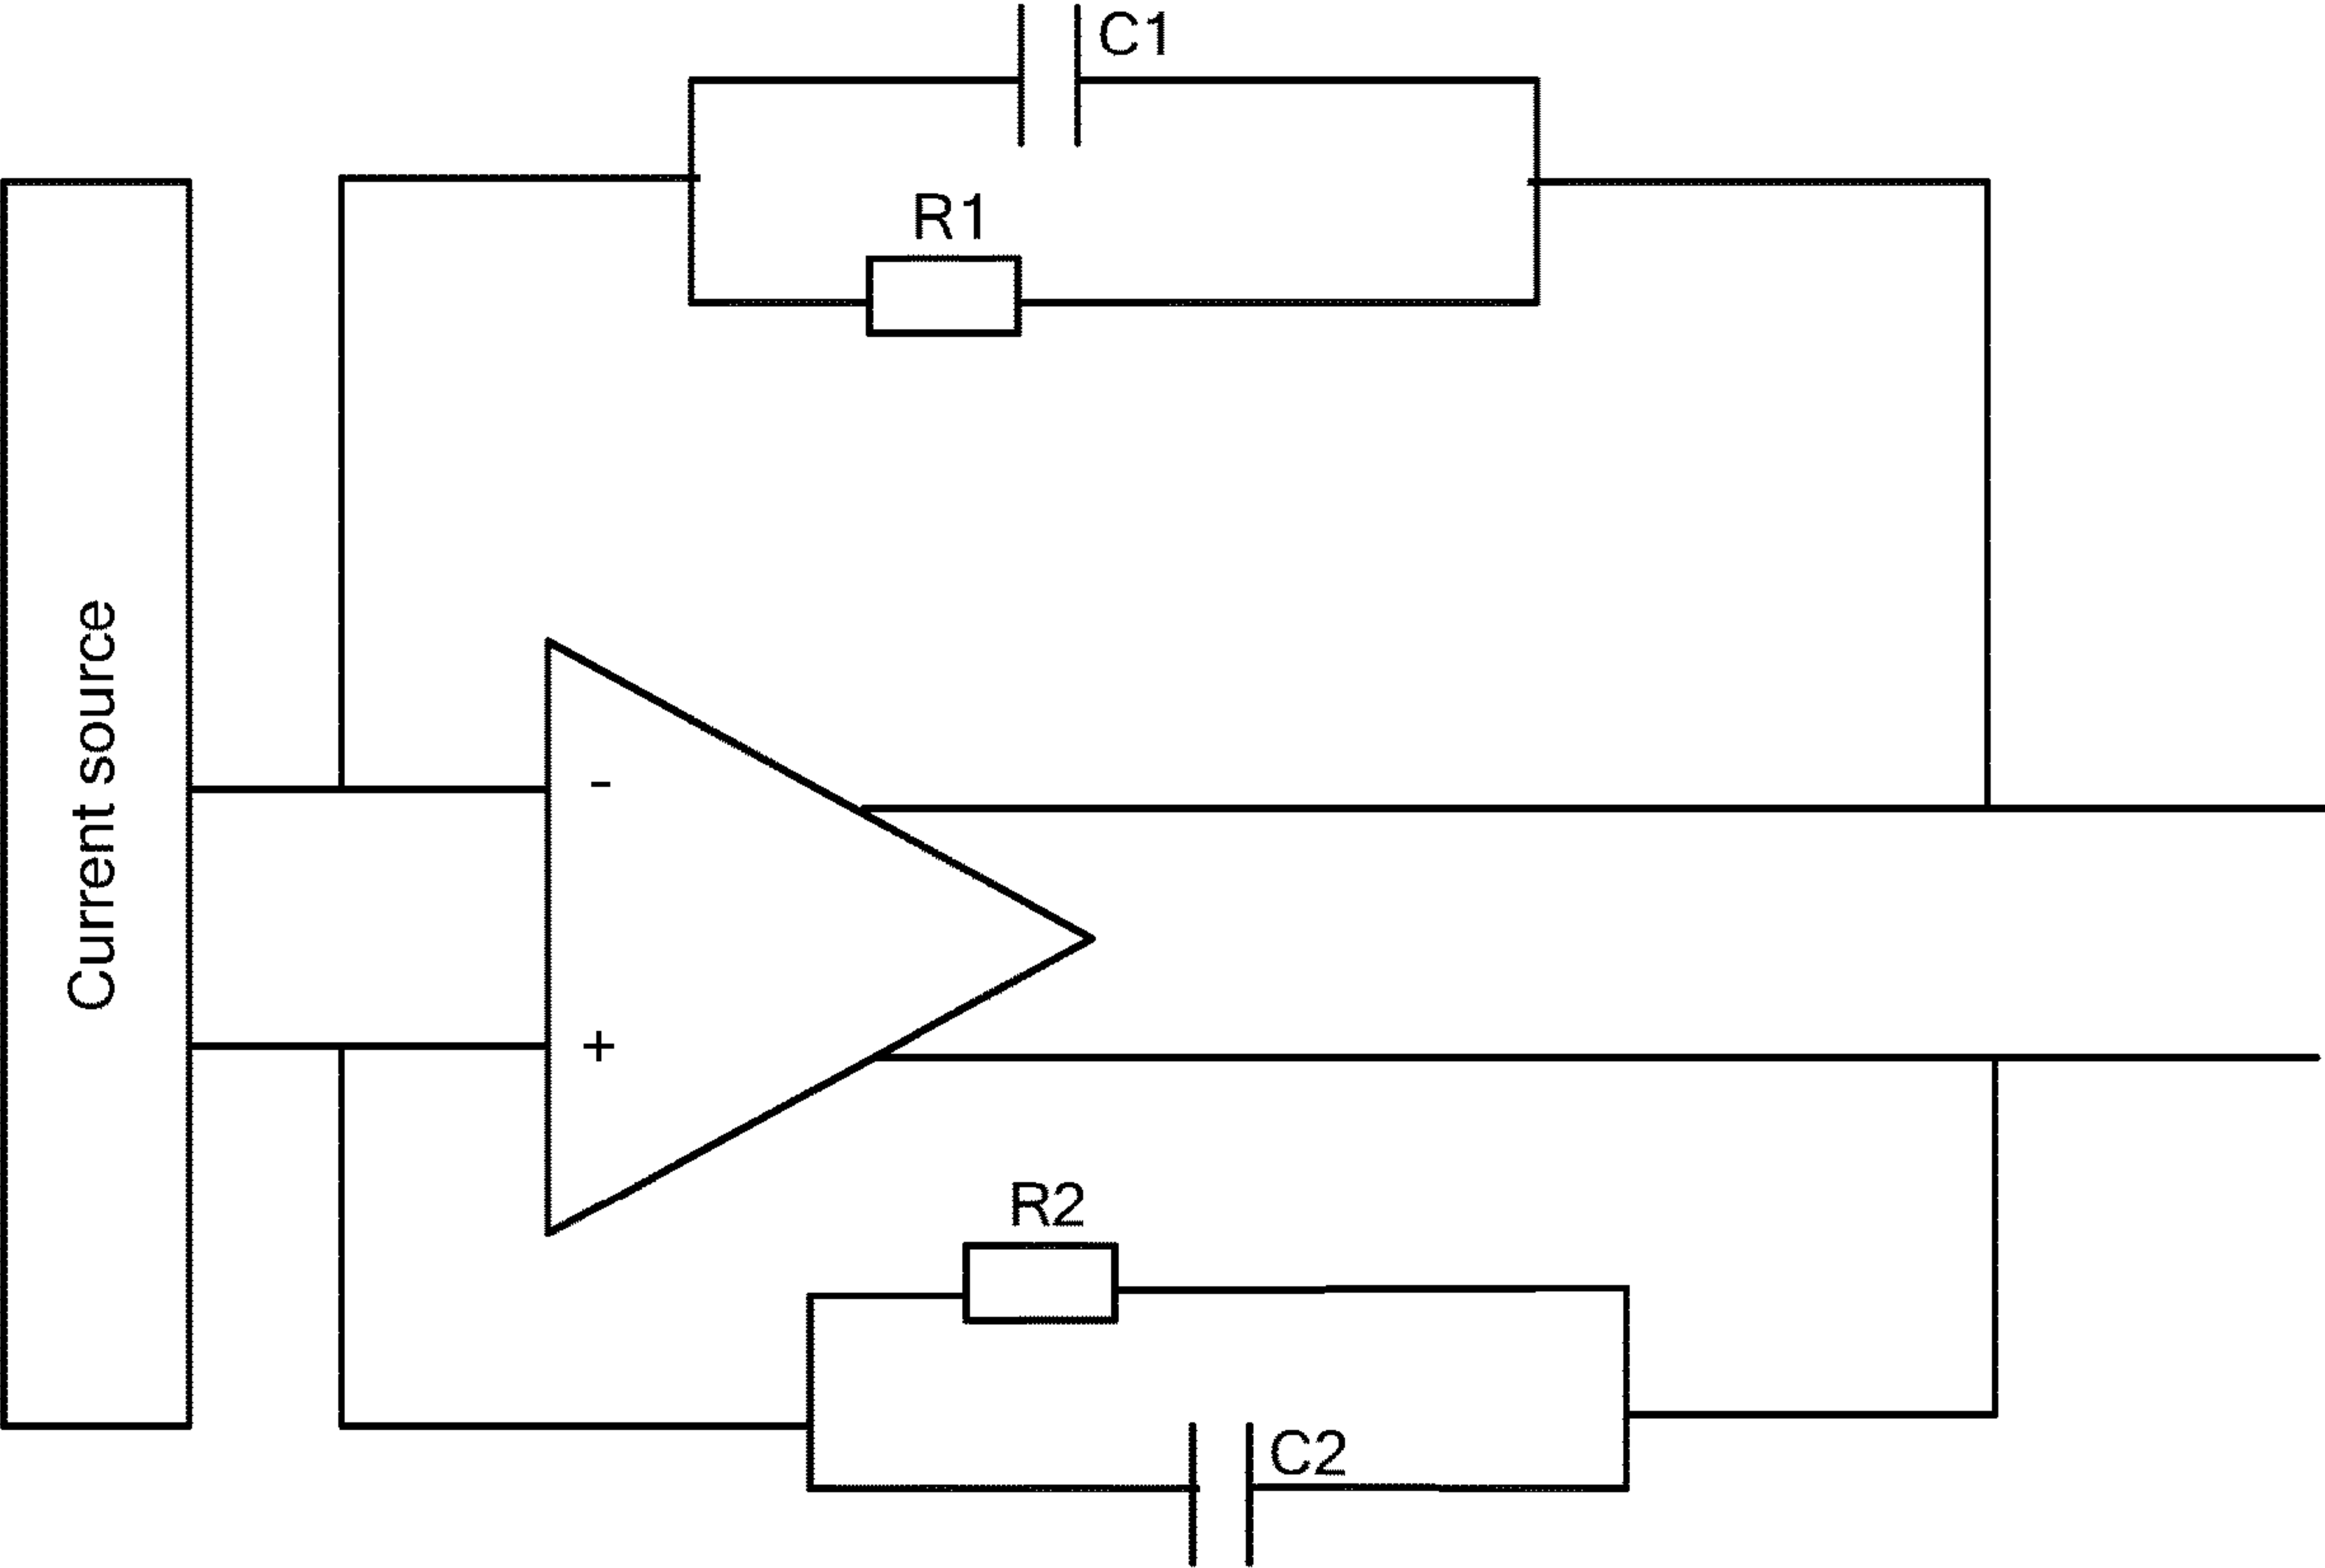 C1
R1
Current source
-
+
R2
C2